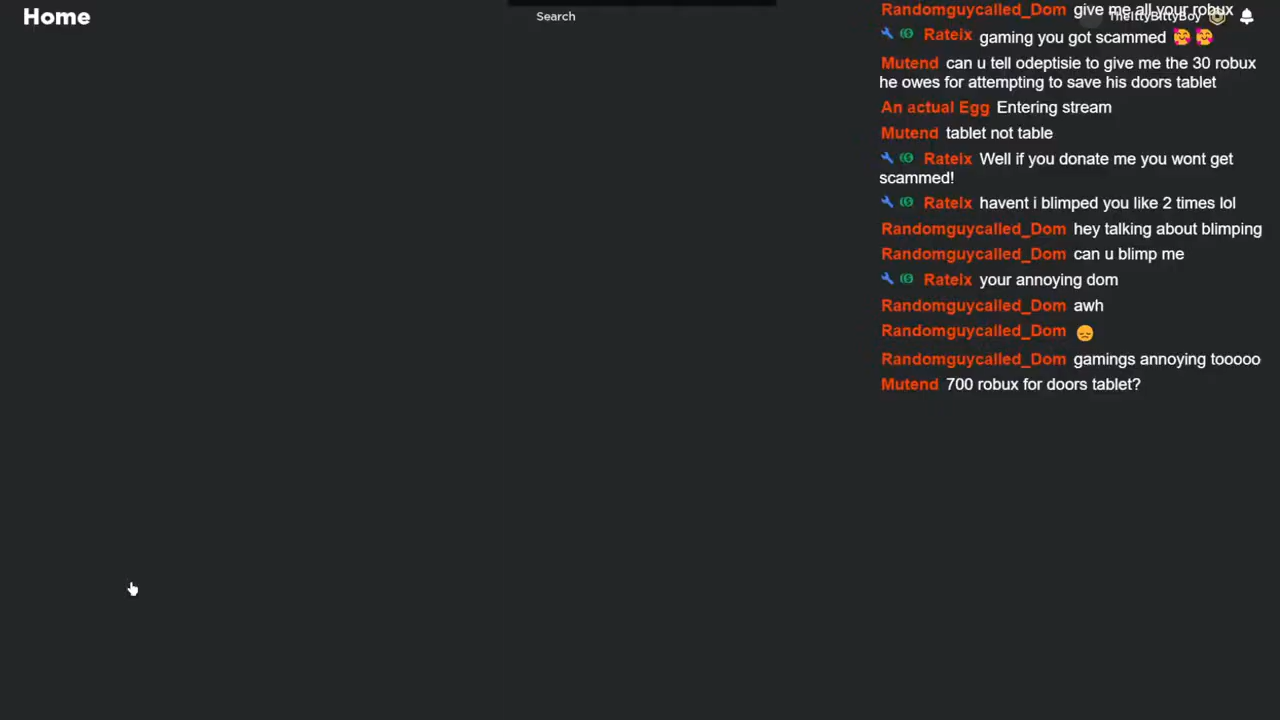 Home
Search
TheIttyBittyBoy
Randomguycalled_Dom give me all your robux
Rateix gaming you got scammed 🥰 🥰
Mutend can u tell odeptisie to give me the 30 robux
he owes for attempting to save his doors tablet
An actual Egg Entering stream
Mutend tablet not table
Rateix Well if you donate me you wont get
scammed!
Rateix havent i blimped you like 2 times lol
Randomguycalled_Dom hey talking about blimping
Randomguycalled_Dom can u blimp me
Rateix your annoying dom
Randomguycalled_Dom awh
Randomguycalled_Dom 😞
Randomguycalled_Dom gamings annoying tooooo
Mutend 700 robux for doors tablet?